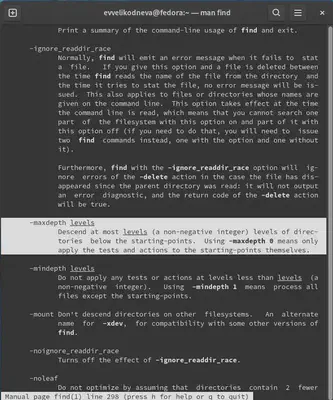 evvelikodneva@fedora:~ — man find
Print a summary of the command-line usage of find and exit.
-ignore_readdir_race
Normally, find will emit an error message when it fails to stat
a file. If you give this option and a file is deleted between
the time find reads the name of the file from the directory and
the time it tries to stat the file, no error message will be is‐
sued. This also applies to files or directories whose names are
given on the command line. This option takes effect at the time
the command line is read, which means that you cannot search one
part of the filesystem with this option on and part of it with
this option off (if you need to do that, you will need to issue
two find commands instead, one with the option and one without
it).
Furthermore, find with the -ignore_readdir_race option will ig‐
nore errors of the -delete action in the case the file has dis‐
appeared since the parent directory was read: it will not output
an error diagnostic, and the return code of the -delete action
will be true.
-maxdepth levels
Descend at most levels (a non-negative integer) levels of direc‐
tories below the starting-points. Using -maxdepth 0 means only
apply the tests and actions to the starting-points themselves.
-mindepth levels
Do not apply any tests or actions at levels less than levels (a
non-negative integer). Using -mindepth 1 means process all
files except the starting-points.
-mount Don't descend directories on other filesystems. An alternate
name for -xdev, for compatibility with some other versions of
find.
-noignore_readdir_race
Turns off the effect of -ignore_readdir_race.
-noleaf
Do not optimize by assuming that directories contain 2 fewer
Manual page find(1) line 298 (press h for help or q to quit)